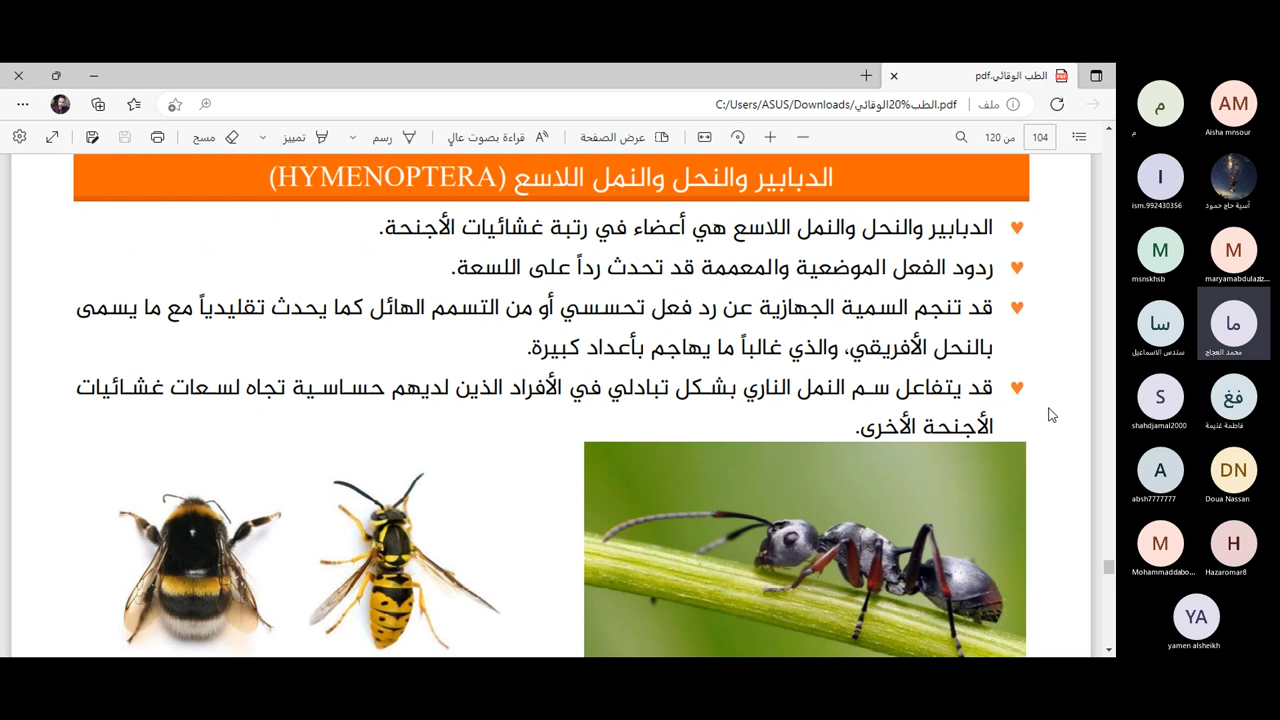 الطب الوقائي.pdf
ملف
C:/Users/ASUS/Downloads/الطب%20الوقائي.pdf
104
من 120
عرض الصفحة
قراءة بصوت عالٍ
رسم
تمييز
مسح
الدبابير والنحل والنمل اللاسع (HYMENOPTERA)
الدبابير والنحل والنمل اللاسع هي أعضاء في رتبة غشائيات الأجنحة.
ردود الفعل الموضعية والمعممة قد تحدث رداً على اللسعة.
قد تنجم السمية الجهازية عن رد فعل تحسسي أو من التسمم الهائل كما يحدث تقليدياً مع ما يسمى
بالنحل الأفريقي، والذي غالباً ما يهاجم بأعداد كبيرة.
قد يتفاعل سم النمل الناري بشكل تبادلي في الأفراد الذين لديهم حساسية تجاه لسعات غشائيات
الأجنحة الأخرى.
م
م
AM
Aisha mnsour
I
ism.992430356
آسية حاج حمود
M
msnskhsb
M
maryamabdulaziz...
سا
سندس الاسماعيل
ما
محمد العجاج
S
shahdjamal2000
فغ
فاطمة غنيمة
A
absh7777777
DN
Doua Nassan
M
Mohammaddabo...
H
Hazaromar8
YA
yamen alsheikh